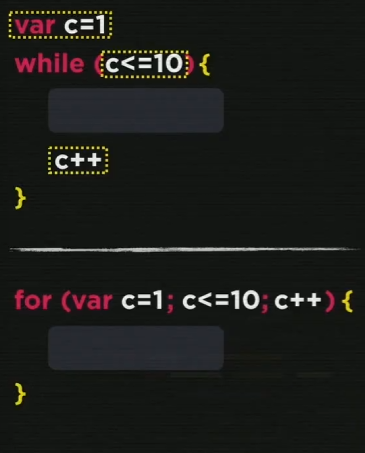 var c=1
while (c<=10){
c++
}
for (var c=1; c<=10; c++) {
}